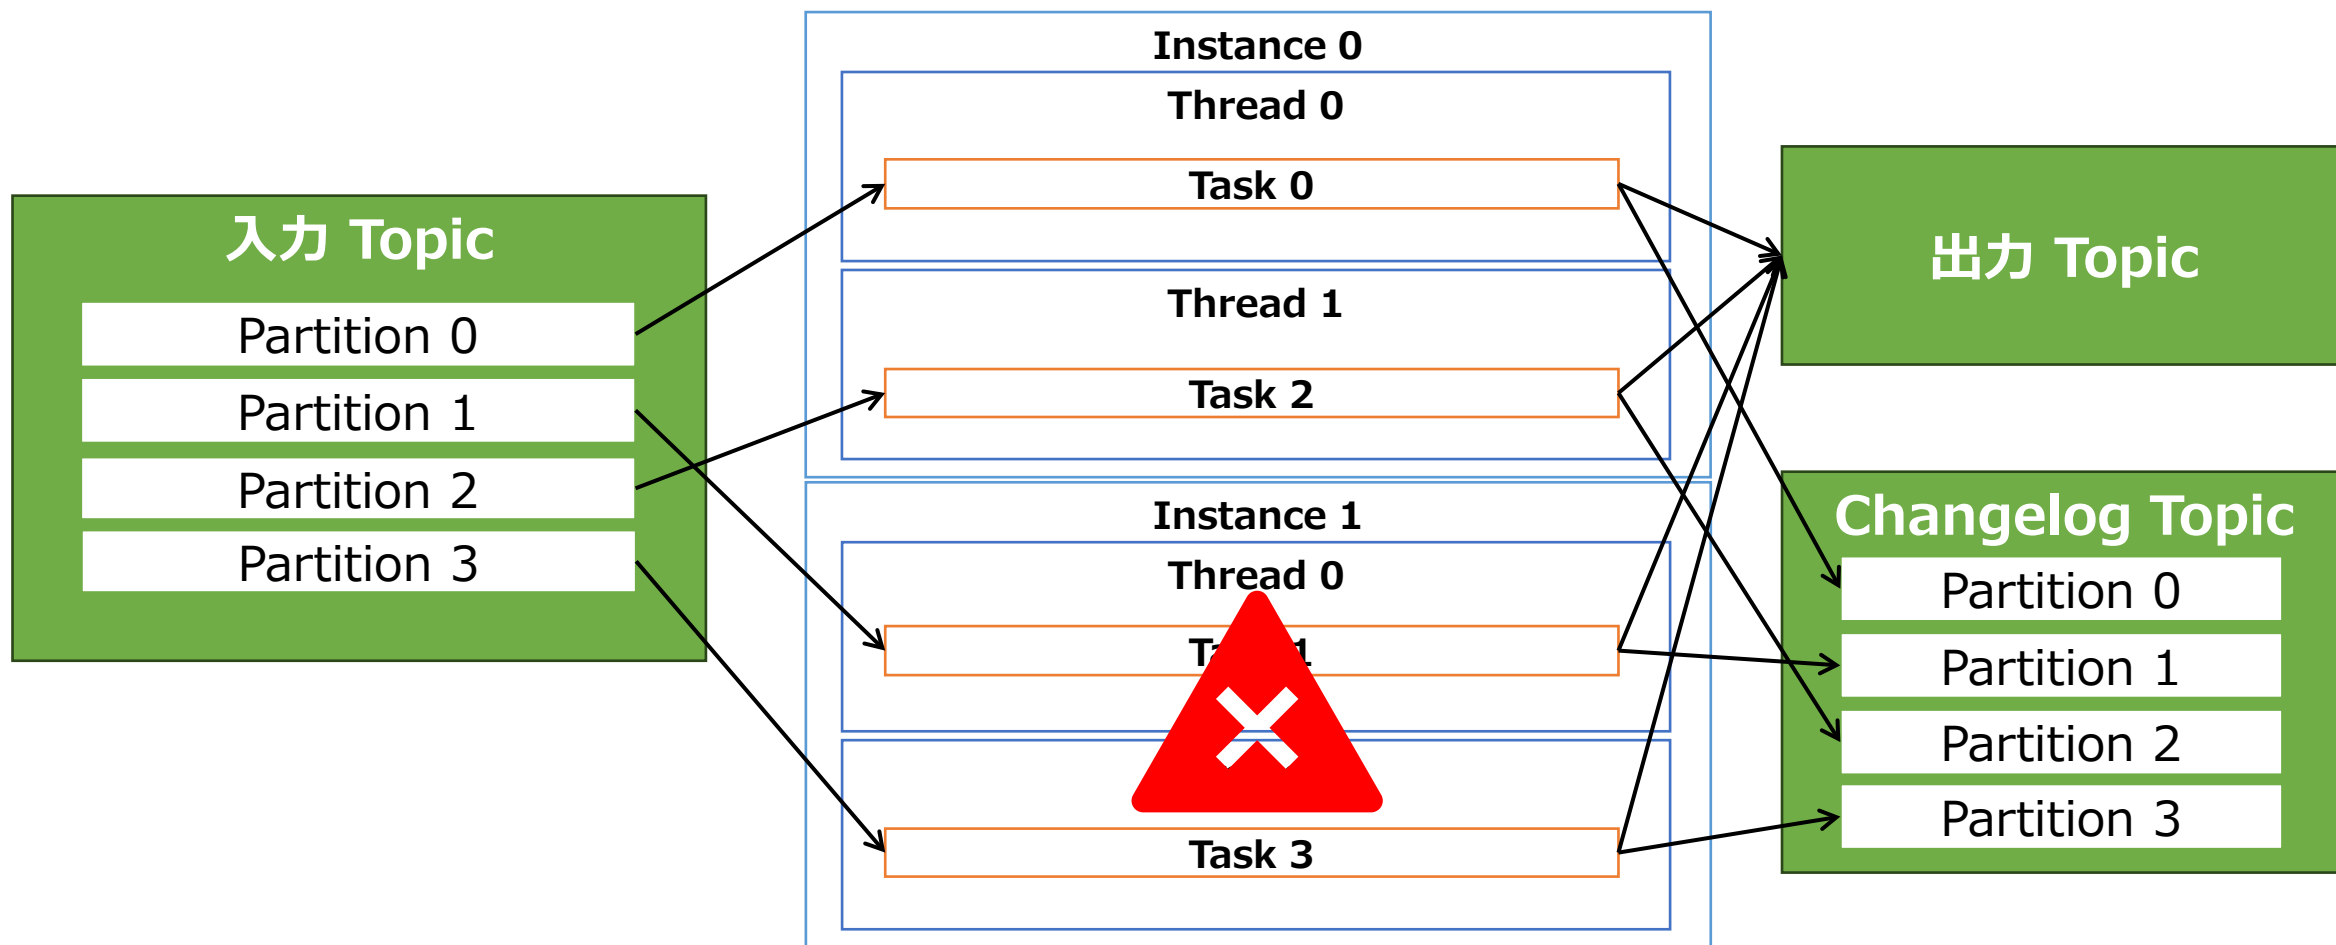 入力 Topic
Partition 0
Partition 1
Partition 2
Partition 3
Instance 0
Thread 0
Task 0
Thread 1
Task 2
Instance 1
Thread 0
Task 3
出力 Topic
Changelog Topic
Partition 0
Partition 1
Partition 2
Partition 3